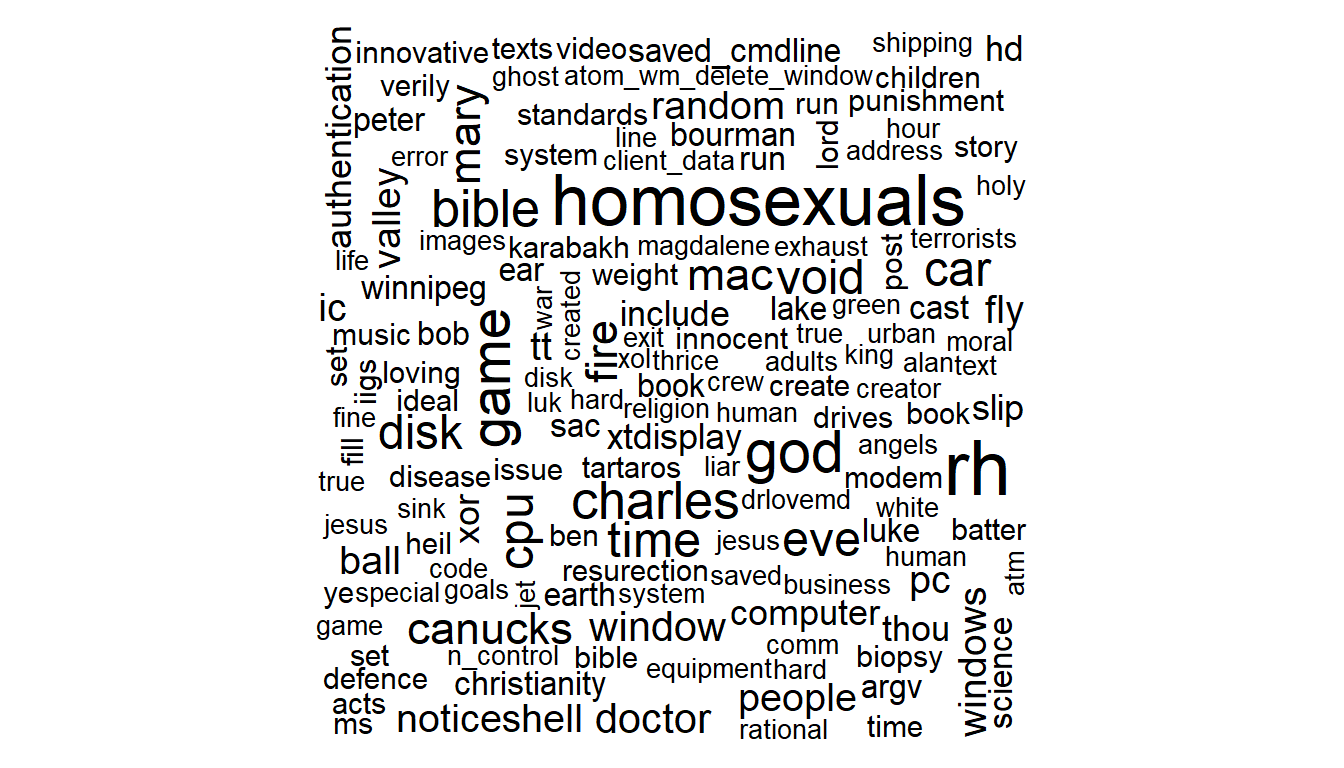 authentication innovative texts video saved_cmdline shipping hd
verily ghost atom_wm_delete_window children
peter mary standards random run punishment
line bourman lord hour
error system client_data run address story
valley bible homosexuals holy
images karabakh magdalene exhaust post terrorists
life ear weight mac void car
winnipeg war created
ic include lake green cast fly
music bob game tt fire exit innocent true urban moral
set iigs loving disk xol thrice adults king alan text
ideal luk hard book crew create creator
fine religion human drives book slip
fill disk sac xt display god angels rh
true disease issue tartaros liar modem
jesus sink xor cpu charles drlovemd white
heil ben time jesus eve luke batter
ball code resurection saved business human pc atm
ye special goals jet earth system
game canucks window computer thou windows science
set n_control bible comm biopsy
defence christianity equipment hard
acts people argv
ms notice shell doctor rational time